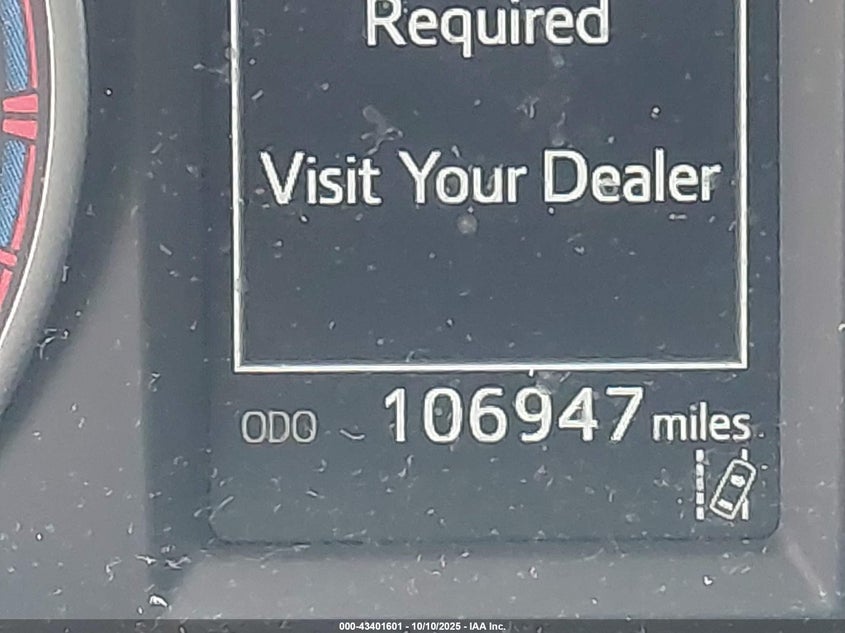 Required
Visit Your Dealer
ODO 106947 miles
000-43401601 - 10/10/2025 - IAA Inc.